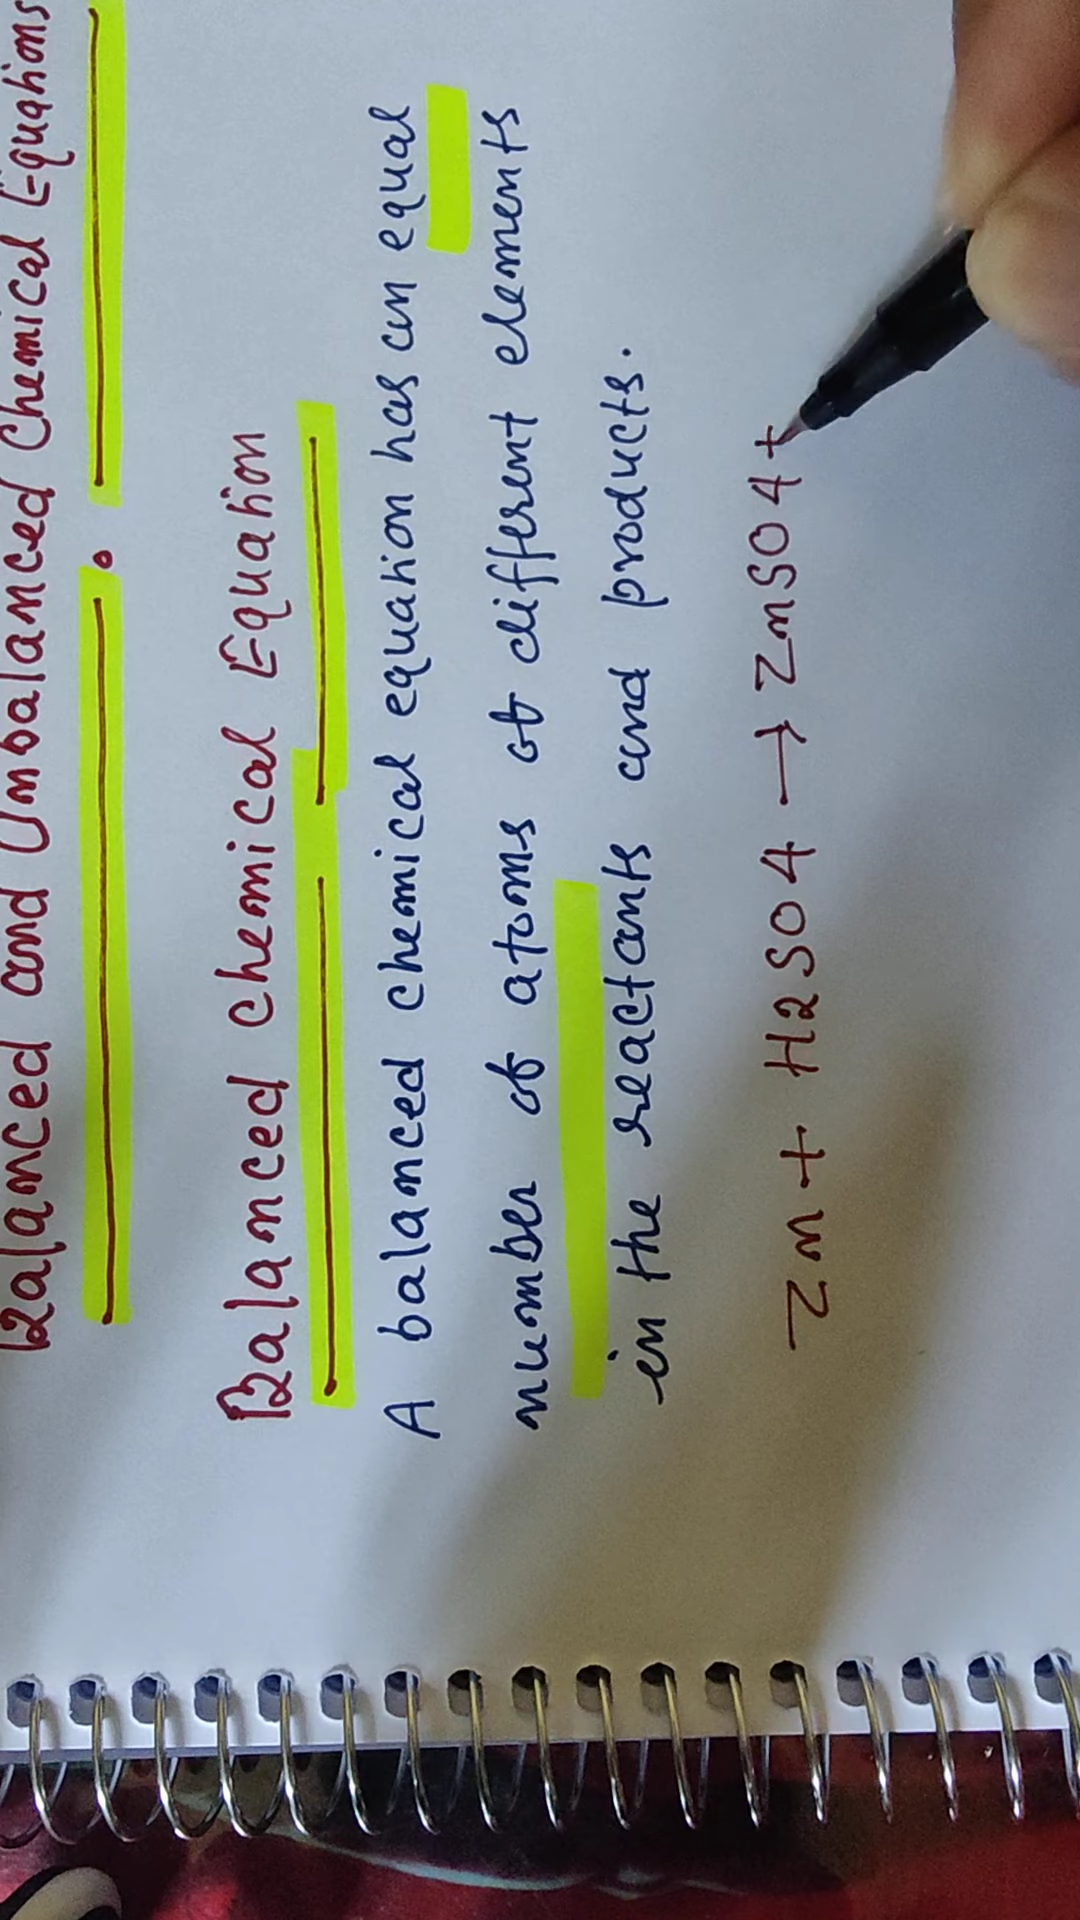 Balanced and Unbalanced Chemical Equations
Balanced Chemical Equation
A balanced chemical equation has an equal
number of atoms of different elements
in the reactants and products.
Zn + H2SO4 → ZnSO4 +